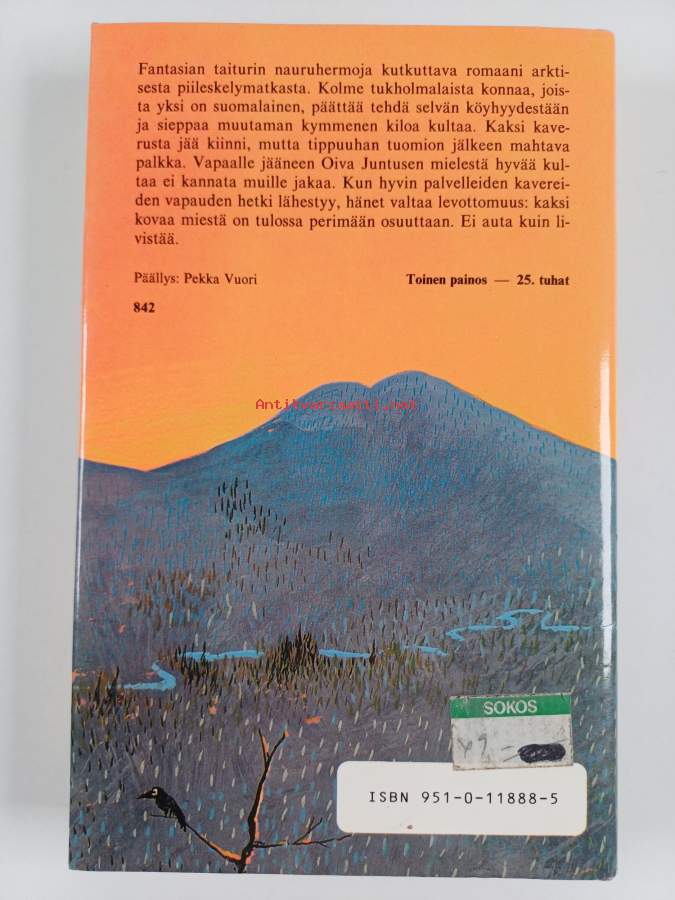 Fantasian taiturin nauruhermoja kutkuttava romaani arkti-
sesta piileskelymatkasta. Kolme tukholmalaista konnaa, jois-
ta yksi on suomalainen, päättää tehdä selvän köyhyydestään
ja sieppaa muutaman kymmenen kiloa kultaa. Kaksi kave-
rusta jää kiinni, mutta tippuuhan tuomion jälkeen mahtava
palkka. Vapaalle jääneen Oiva Juntusen mielestä hyvää kul-
taa ei kannata muille jakaa. Kun hyvin palvelleiden kaverei-
den vapauden hetki lähestyy, hänet valtaa levottomuus: kaksi
kovaa miestä on tulossa perimään osuuttaan. Ei auta kuin li-
vistää.
Päällys: Pekka Vuori Toinen painos — 25. tuhat
842
Antikvariaatti.net
SOKOS
ISBN 951-0-11888-5